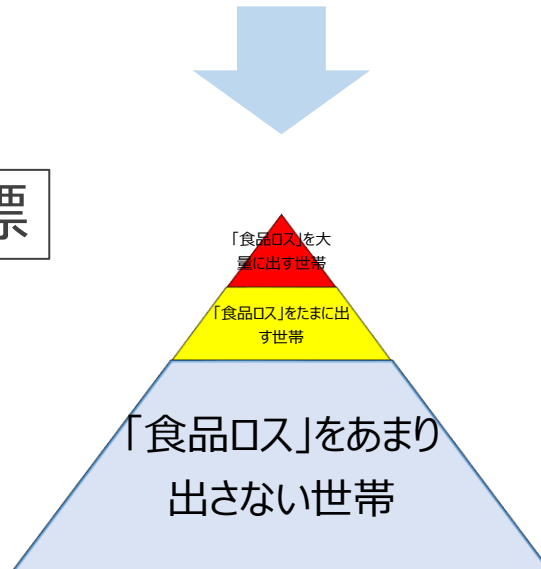 標
「食品ロス」を大
量に出す世帯
「食品ロス」をたまに出
す世帯
「食品ロス」をあまり
出さない世帯